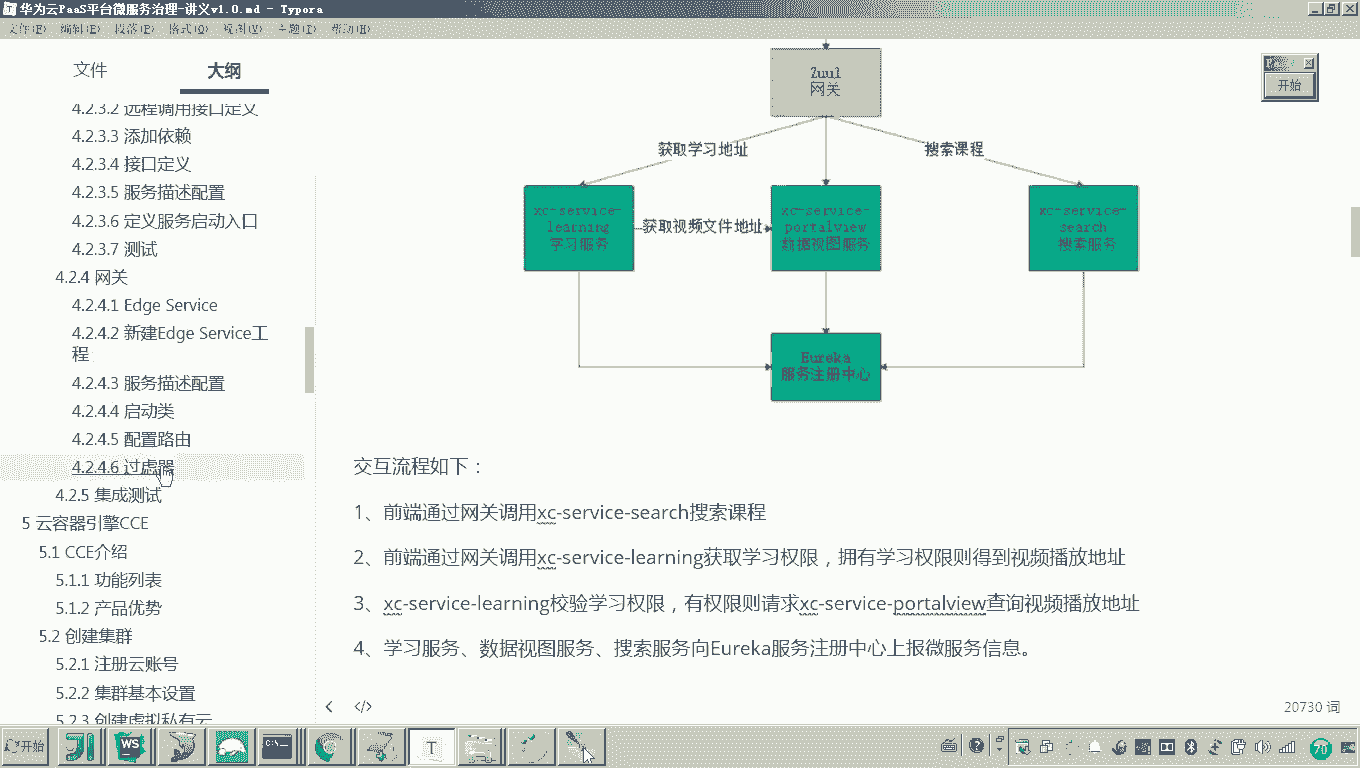 华为云PaaS平台微服务治理-讲义v1.0.md - Typora
文件(F) 编辑(E) 段落(P) 格式(O) 视图(V) 主题(T) 帮助(H)
文件 大纲
4.2.3.2 远程调用接口定义
4.2.3.3 添加依赖
4.2.3.4 接口定义
4.2.3.5 服务描述配置
4.2.3.6 定义服务启动入口
4.2.3.7 测试
4.2.4 网关
4.2.4.1 Edge Service
4.2.4.2 新建Edge Service工
程
4.2.4.3 服务描述配置
4.2.4.4 启动类
4.2.4.5 配置路由
4.2.4.6 过虑器
4.2.5 集成测试
5 云容器引擎CCE
5.1 CCE介绍
5.1.1 功能列表
5.1.2 产品优势
5.2 创建集群
5.2.1 注册云账号
5.2.2 集群基本设置
5.2.3 创建虚拟私有云
Zuul
网关
开始
获取学习地址
搜索课程
xc-service-
learning
学习服务
获取视频文件地址
xc-service-
portalview
数据视图服务
xc-service-
search
搜索服务
Eureka
服务注册中心
交互流程如下：
1、前端通过网关调用xc-service-search搜索课程
2、前端通过网关调用xc-service-learning获取学习权限，拥有学习权限则得到视频播放地址
3、xc-service-learning校验学习权限，有权限则请求xc-service-portalview查询视频播放地址
4、学习服务、数据视图服务、搜索服务向Eureka服务注册中心上报微服务信息。
20730 词
开始
WS
T
70